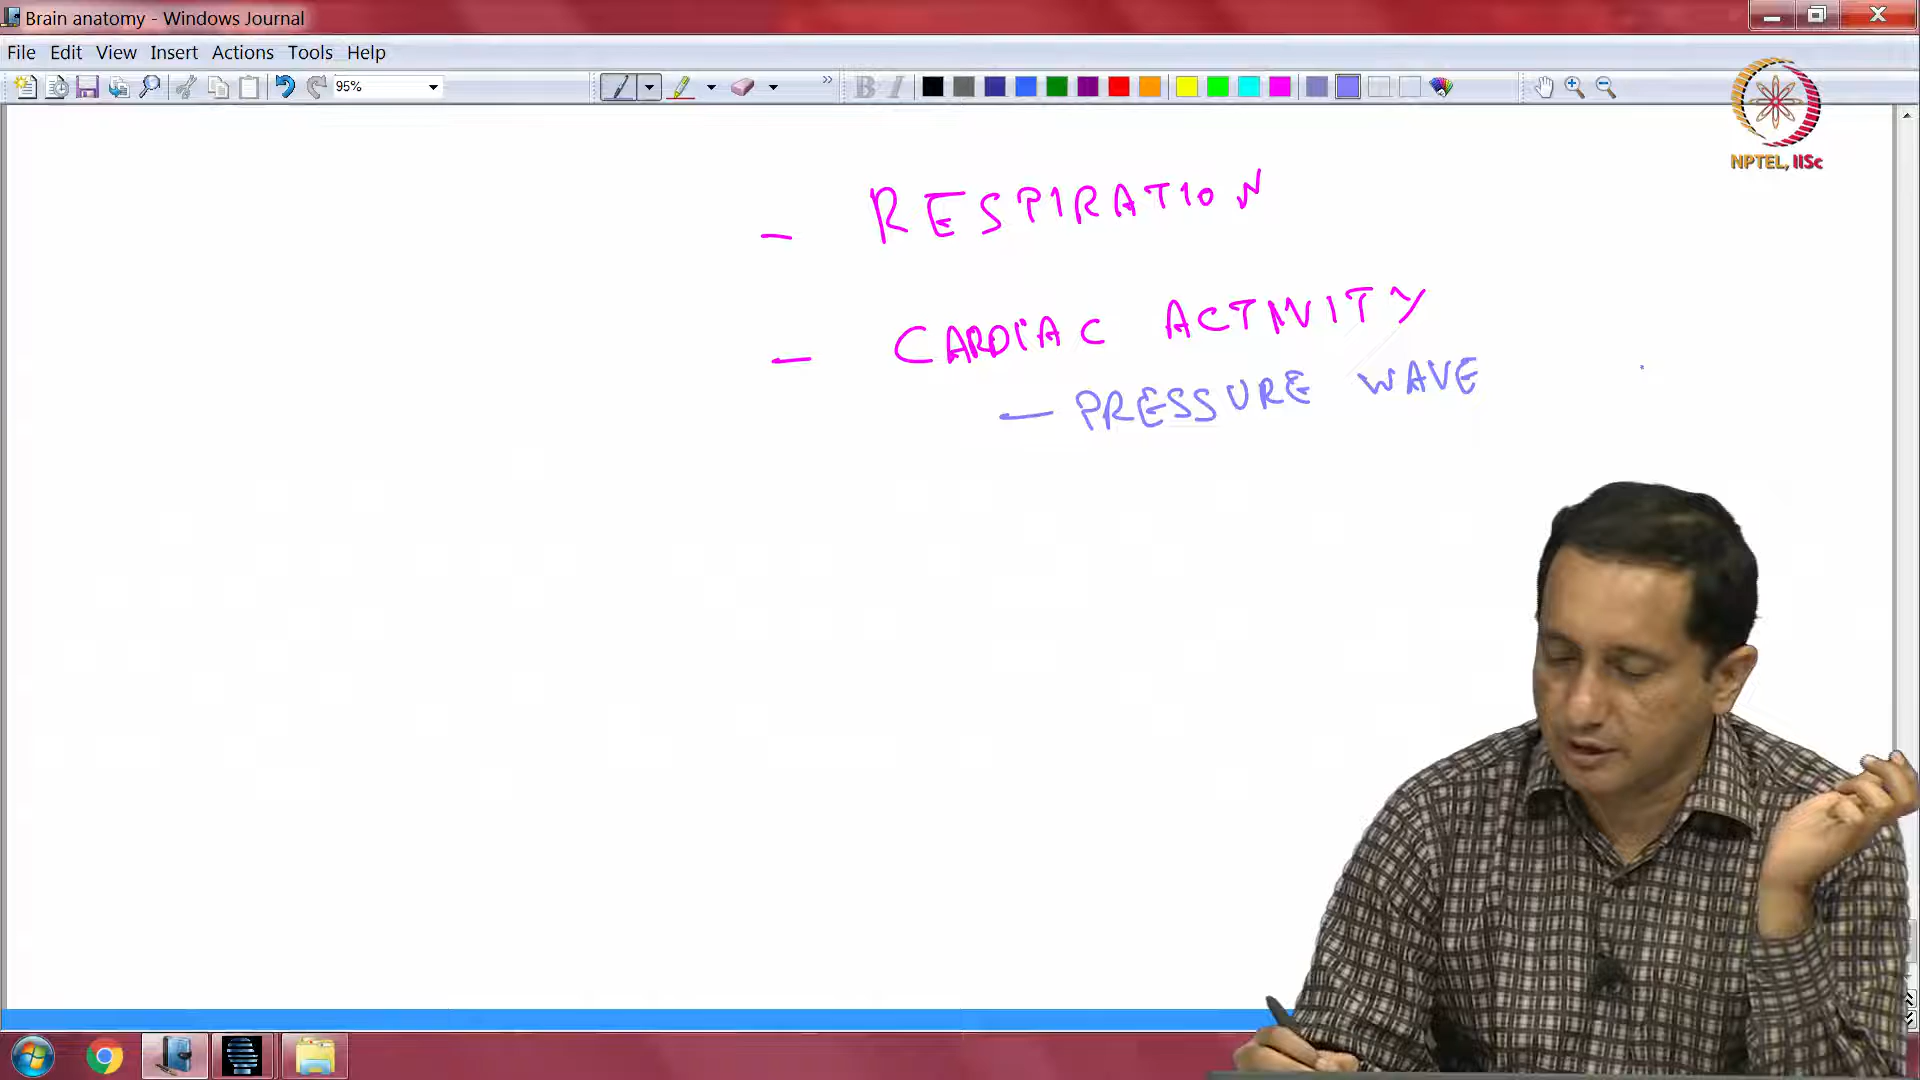 Brain anatomy - Windows Journal
File Edit View Insert Actions Tools Help
95%
B I
NPTEL, IISc
- RESPIRATION
- CARDIAC ACTIVITY
- PRESSURE WAVE